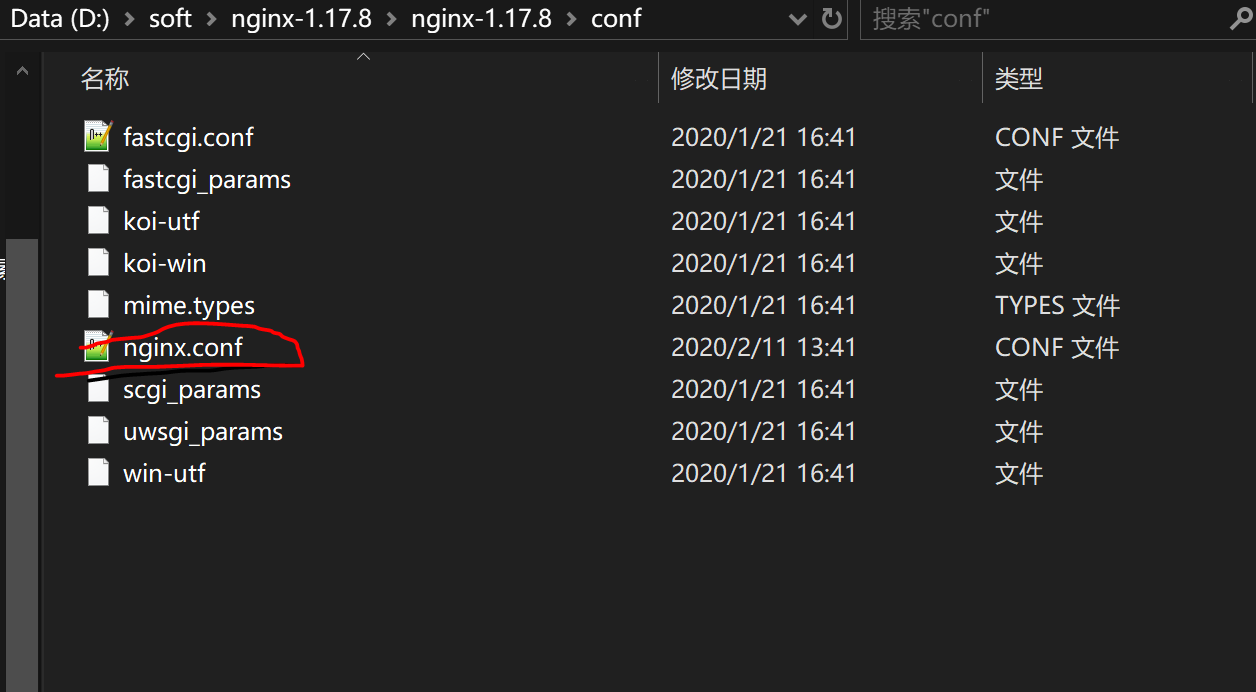 Data (D:) > soft > nginx-1.17.8 > nginx-1.17.8 > conf 搜索"conf"
名称 修改日期 类型
fastcgi.conf 2020/1/21 16:41 CONF 文件
fastcgi_params 2020/1/21 16:41 文件
koi-utf 2020/1/21 16:41 文件
koi-win 2020/1/21 16:41 文件
mime.types 2020/1/21 16:41 TYPES 文件
nginx.conf 2020/2/11 13:41 CONF 文件
scgi_params 2020/1/21 16:41 文件
uwsgi_params 2020/1/21 16:41 文件
win-utf 2020/1/21 16:41 文件